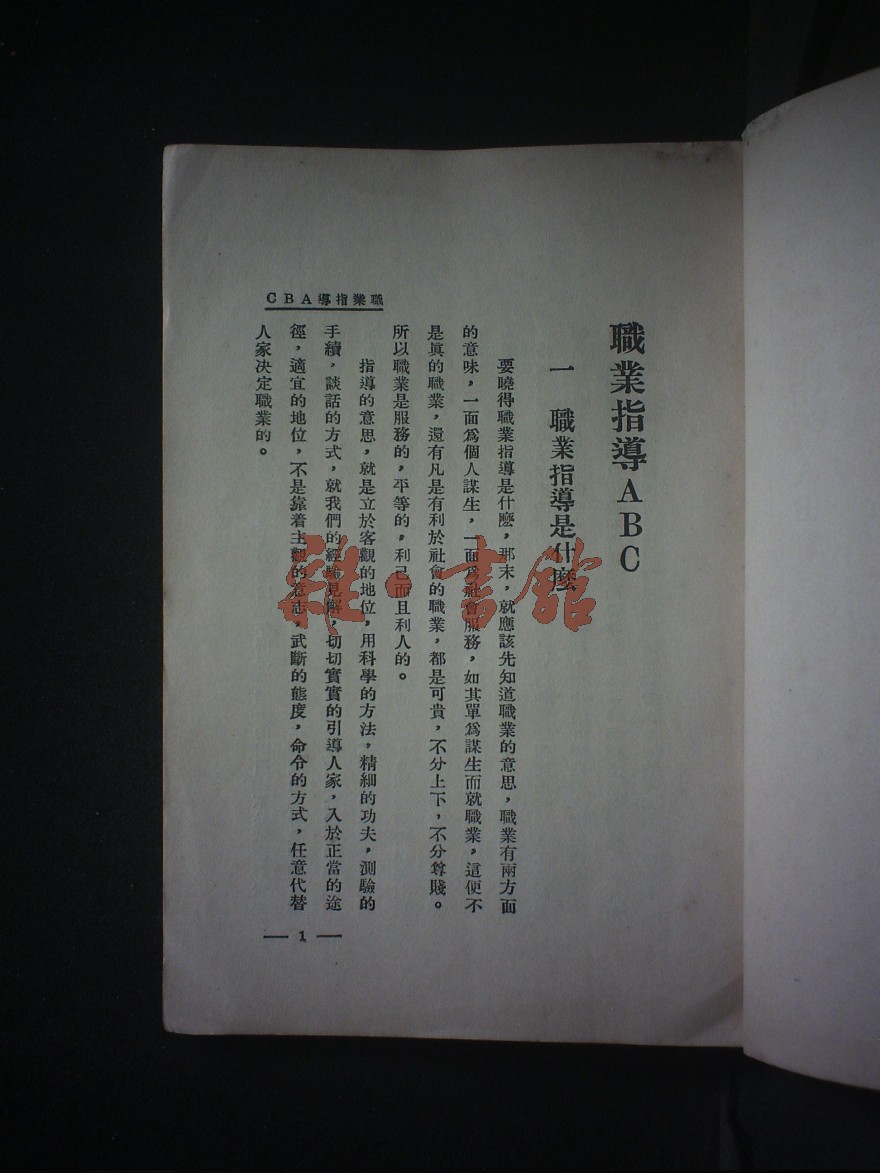 職業指導ABC
一 職業指導是什麽
要曉得職業指導是什麽，那末，就應該先知道職業的意思，職業有兩方面
的意味，一面爲個人謀生，一面爲社會服務，如其單爲謀生而就職業，這便不
是眞的職業，還有凡是有利於社會的職業，都是可貴，不分上下，不分尊賤。
所以職業是服務的，平等的，利己而且利人的。
指導的意思，就是立於客觀的地位，用科學的方法，精細的功夫，測驗的
手續，談話的方式，就我們的經驗見解，切切實實的引導人家，入於正當的途
徑，適宜的地位，不是靠着主觀的意志，武斷的態度，命令的方式，任意代替
人家決定職業的。
CBA導指業職
— 1 —
雜·書館